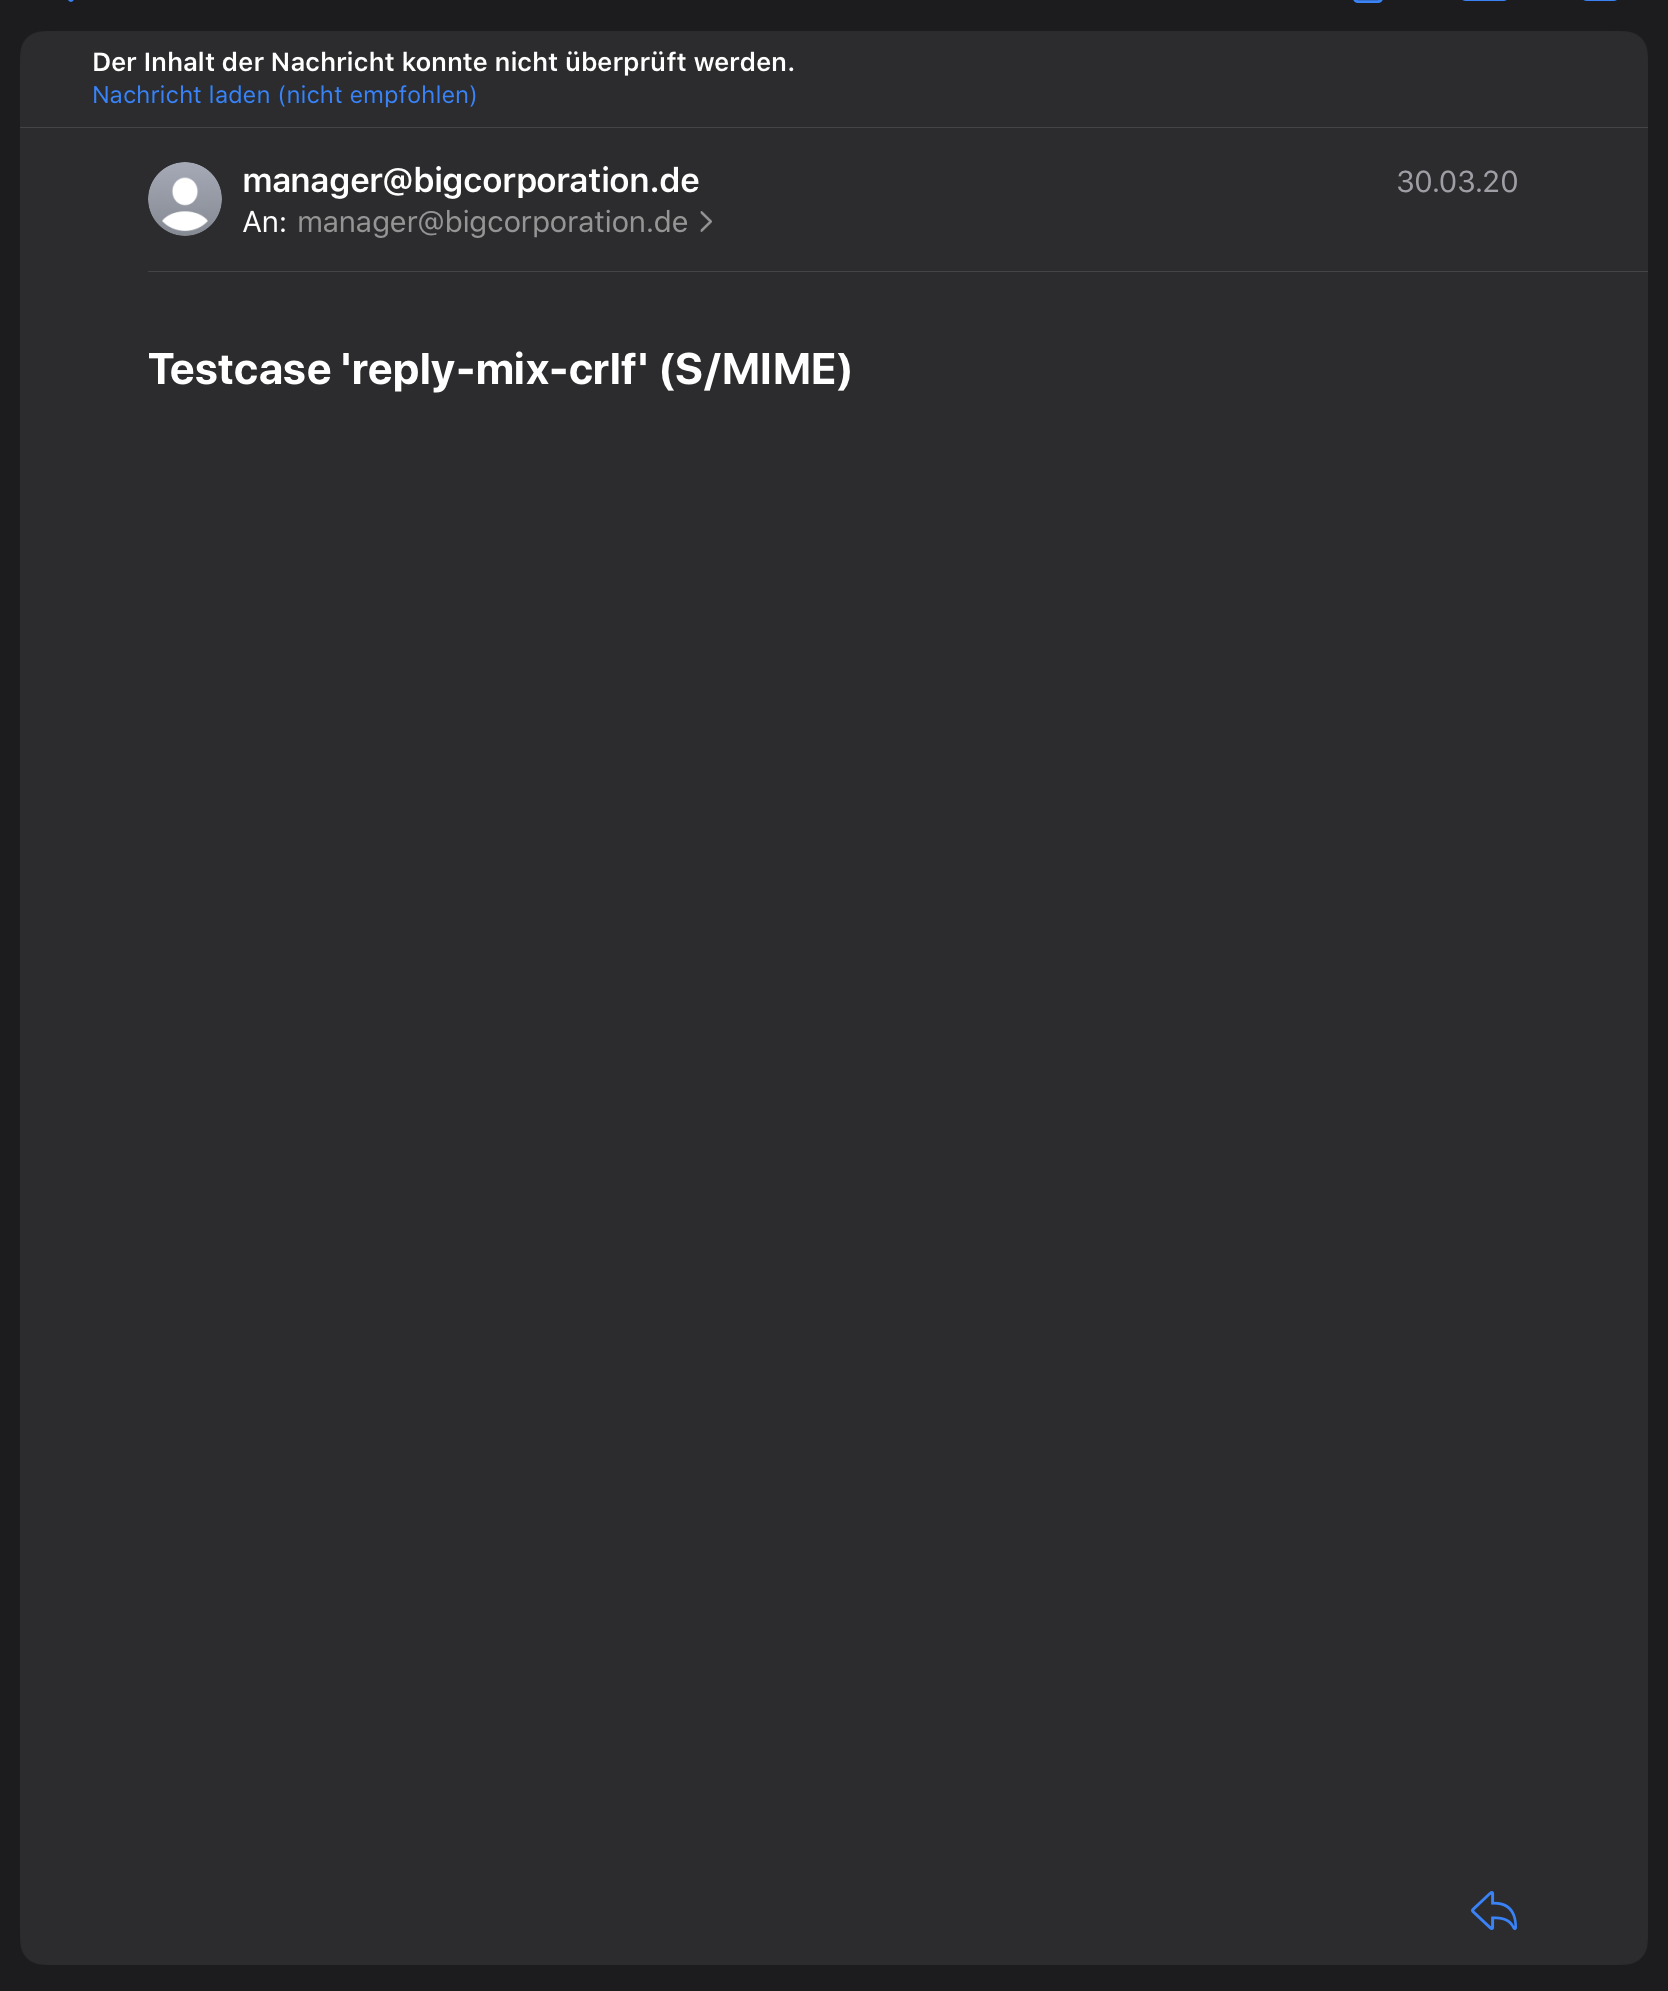 Der Inhalt der Nachricht konnte nicht überprüft werden.
Nachricht laden (nicht empfohlen)
manager@bigcorporation.de
30.03.20
An: manager@bigcorporation.de
Testcase 'reply-mix-crlf' (S/MIME)